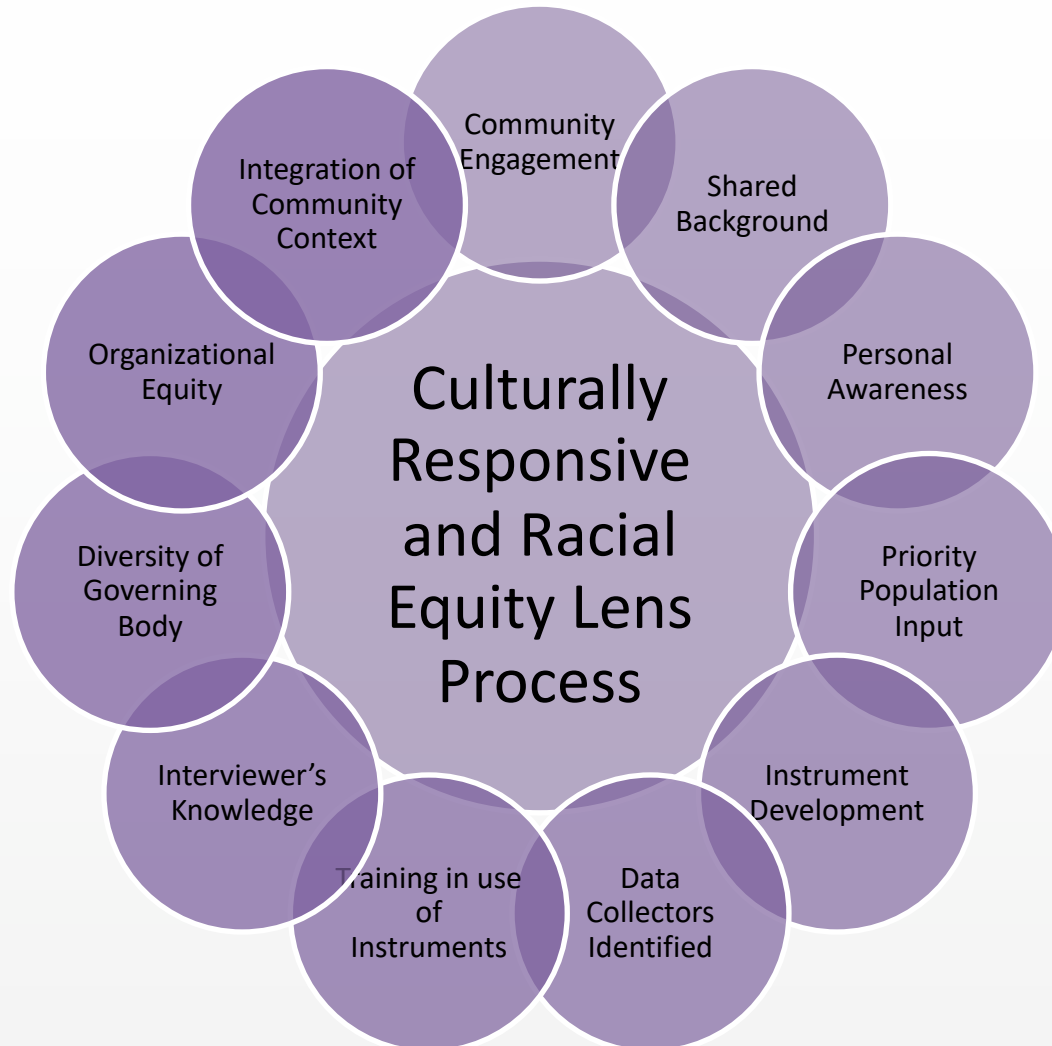 Community
Engagement
Shared
Background
Personal
Awareness
Priority
Population
Input
Instrument
Development
Data
Collectors
Identified
Training in use
of
Instruments
Interviewer’s
Knowledge
Diversity of
Governing
Body
Organizational
Equity
Integration of
Community
Context
Culturally
Responsive
and Racial
Equity Lens
Process